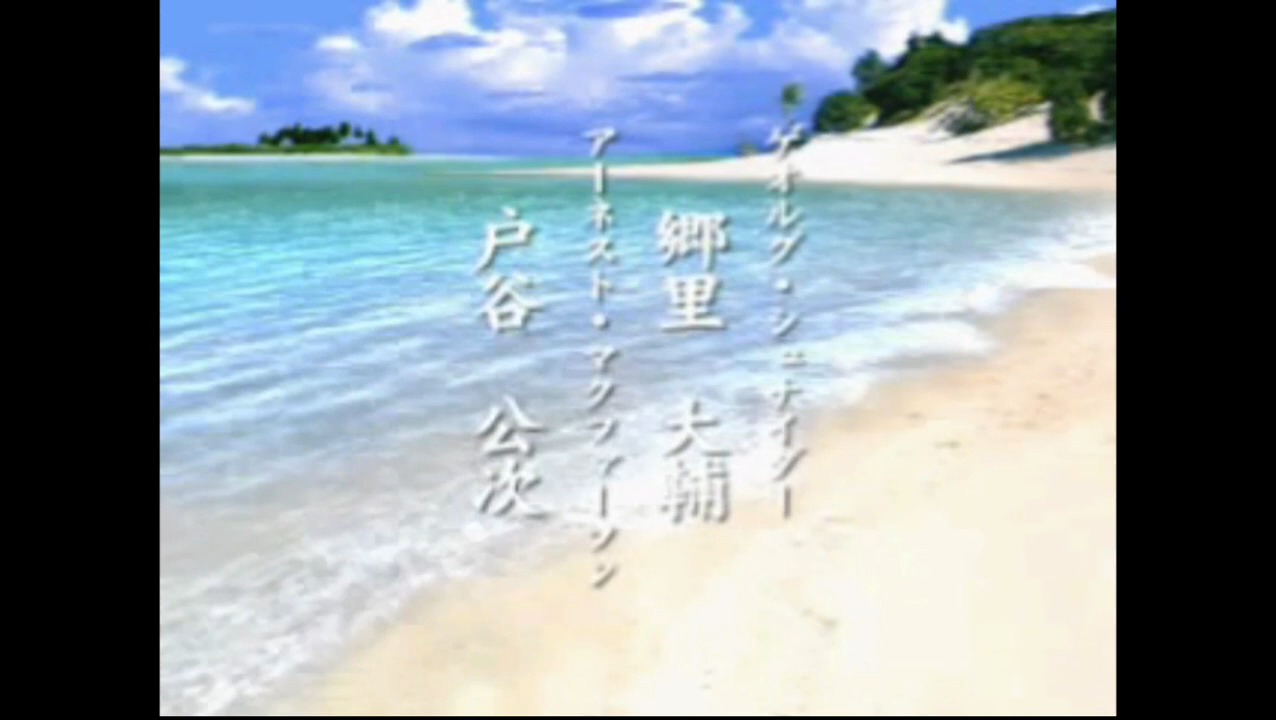 ゲオルグ・シュナイダー
郷里 大輔
アーネスト・マクファーソン
戸谷 公次